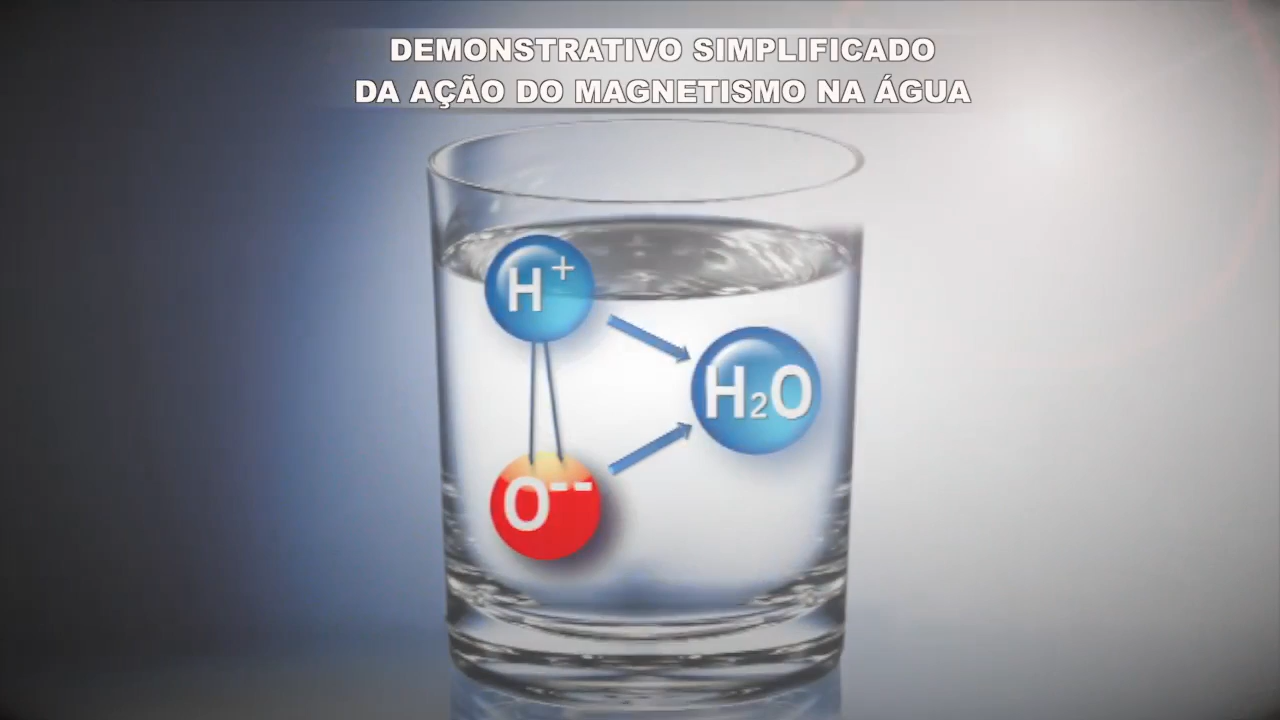 DEMONSTRATIVO SIMPLIFICADO
DA AÇÃO DO MAGNETISMO NA ÁGUA
H+
H2O
O--